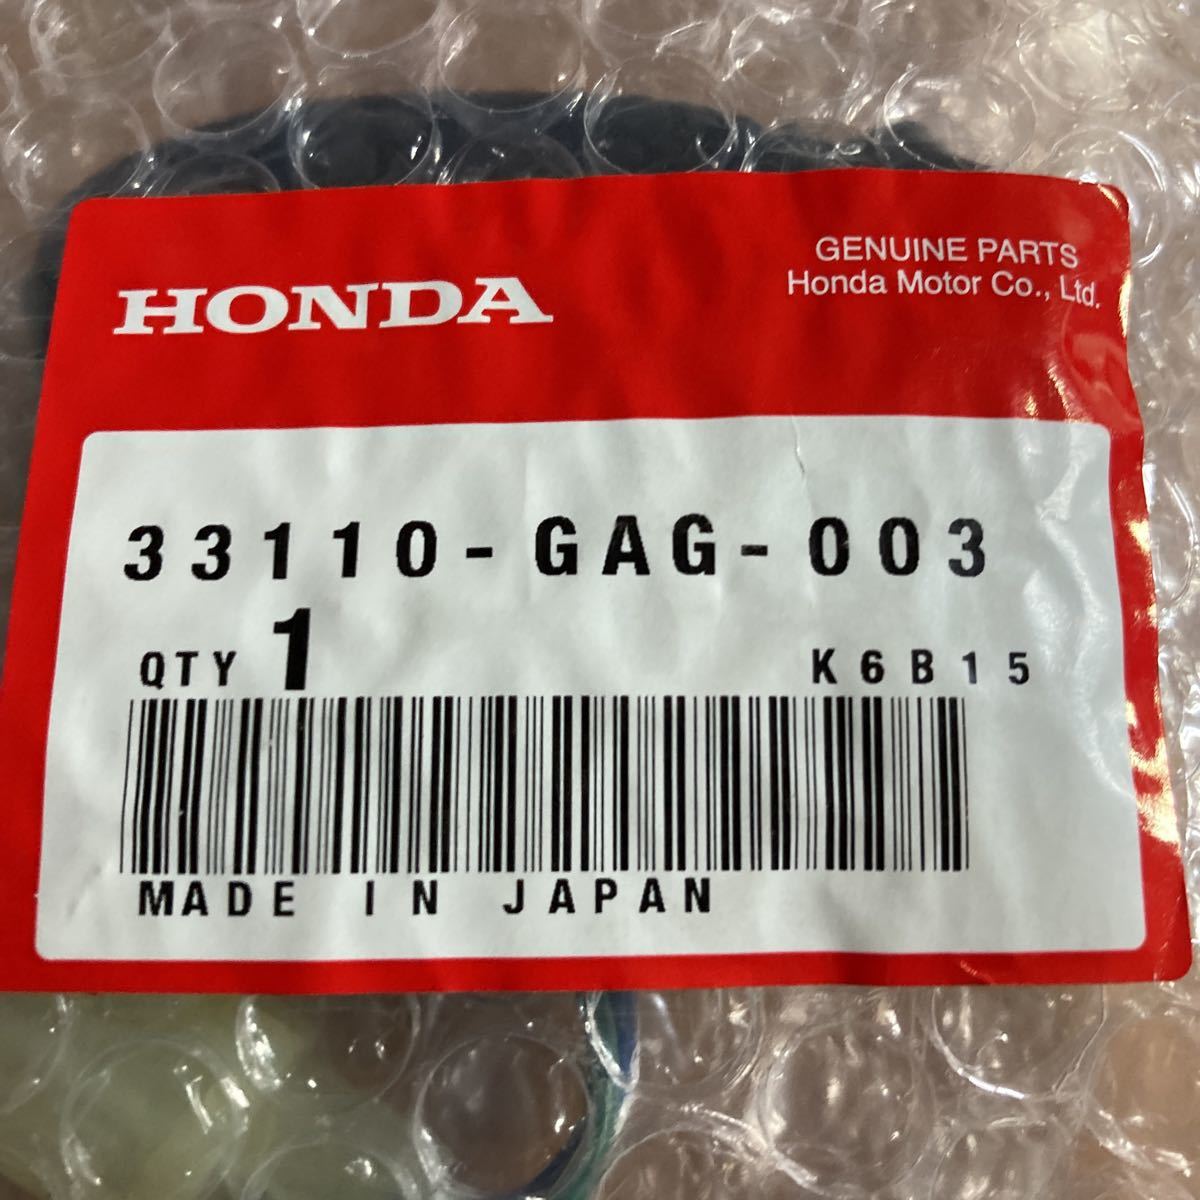 HONDA
GENUINE PARTS
Honda Motor Co., Ltd.
33110-GAG-003
QTY 1
K6B15
MADE IN JAPAN